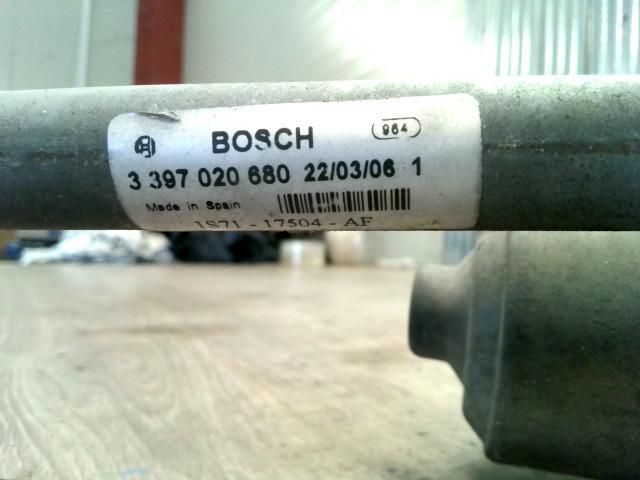 BOSCH 964
3 397 020 680 22/03/06 1
Made in Spain
1S71 - 17504 - AF